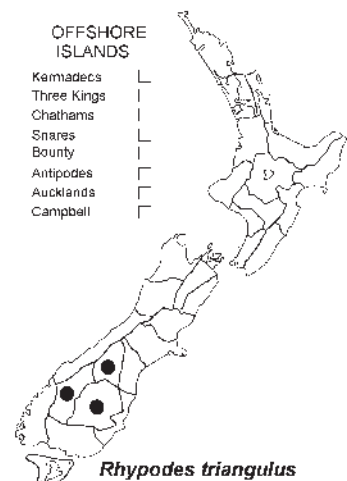 OFFSHORE
ISLANDS
Kermadecs
Three Kings
Chathams
Snares
Bounty
Antipodes
Aucklands
Campbell
Rhypodes triangulus